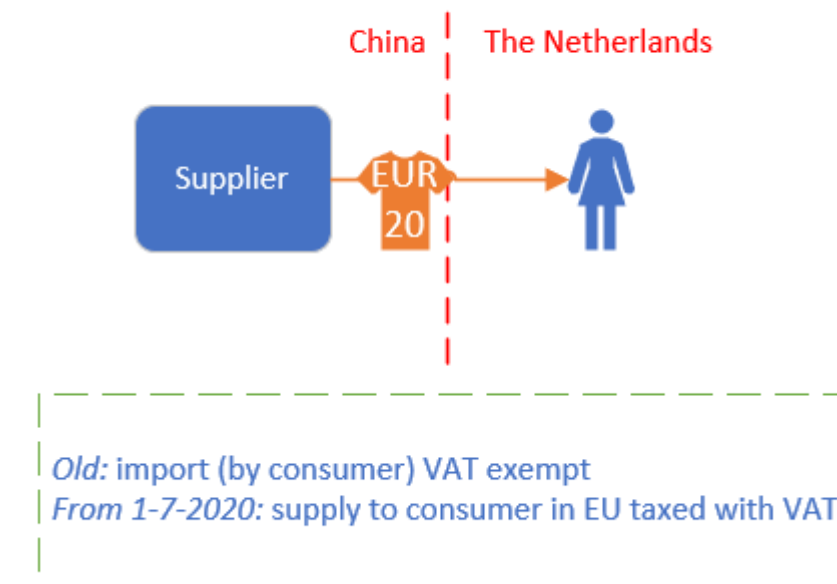 China
The Netherlands
Supplier
EUR
20
Old: import (by consumer) VAT exempt
From 1-7-2020: supply to consumer in EU taxed with VAT